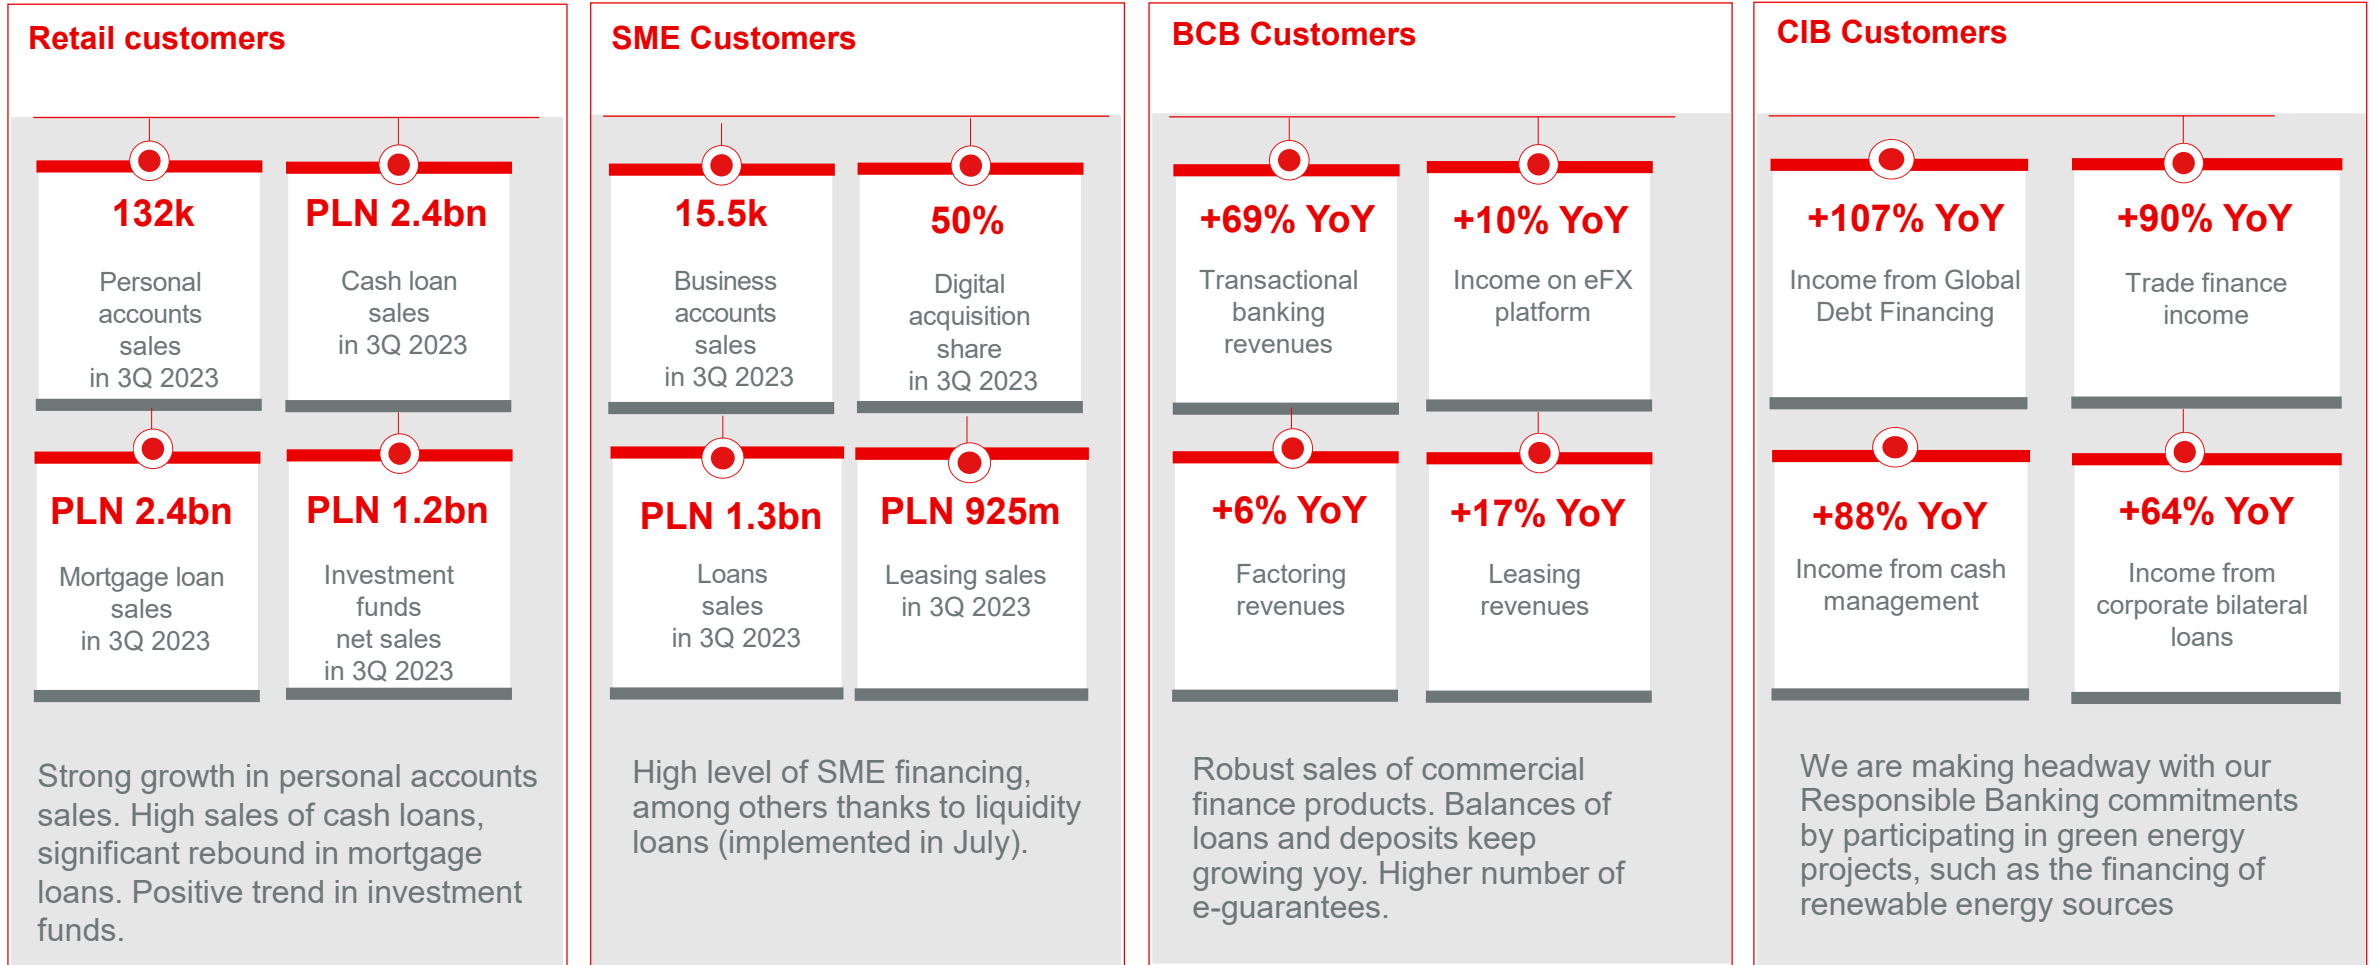 Retail customers
132k
Personal
accounts
sales
in 3Q 2023
PLN 2.4bn
Cash loan
sales
in 3Q 2023
PLN 2.4bn
Mortgage loan
sales
in 3Q 2023
PLN 1.2bn
Investment
funds
net sales
in 3Q 2023
Strong growth in personal accounts
sales. High sales of cash loans,
significant rebound in mortgage
loans. Positive trend in investment
funds.
SME Customers
15.5k
Business
accounts
sales
in 3Q 2023
50%
Digital
acquisition
share
in 3Q 2023
PLN 1.3bn
Loans
sales
in 3Q 2023
PLN 925m
Leasing sales
in 3Q 2023
High level of SME financing,
among others thanks to liquidity
loans (implemented in July).
BCB Customers
+69% YoY
Transactional
banking
revenues
+10% YoY
Income on eFX
platform
+6% YoY
Factoring
revenues
+17% YoY
Leasing
revenues
Robust sales of commercial
finance products. Balances of
loans and deposits keep
growing yoy. Higher number of
e-guarantees.
CIB Customers
+107% YoY
Income from Global
Debt Financing
+90% YoY
Trade finance
income
+88% YoY
Income from cash
management
+64% YoY
Income from
corporate bilateral
loans
We are making headway with our
Responsible Banking commitments
by participating in green energy
projects, such as the financing of
renewable energy sources